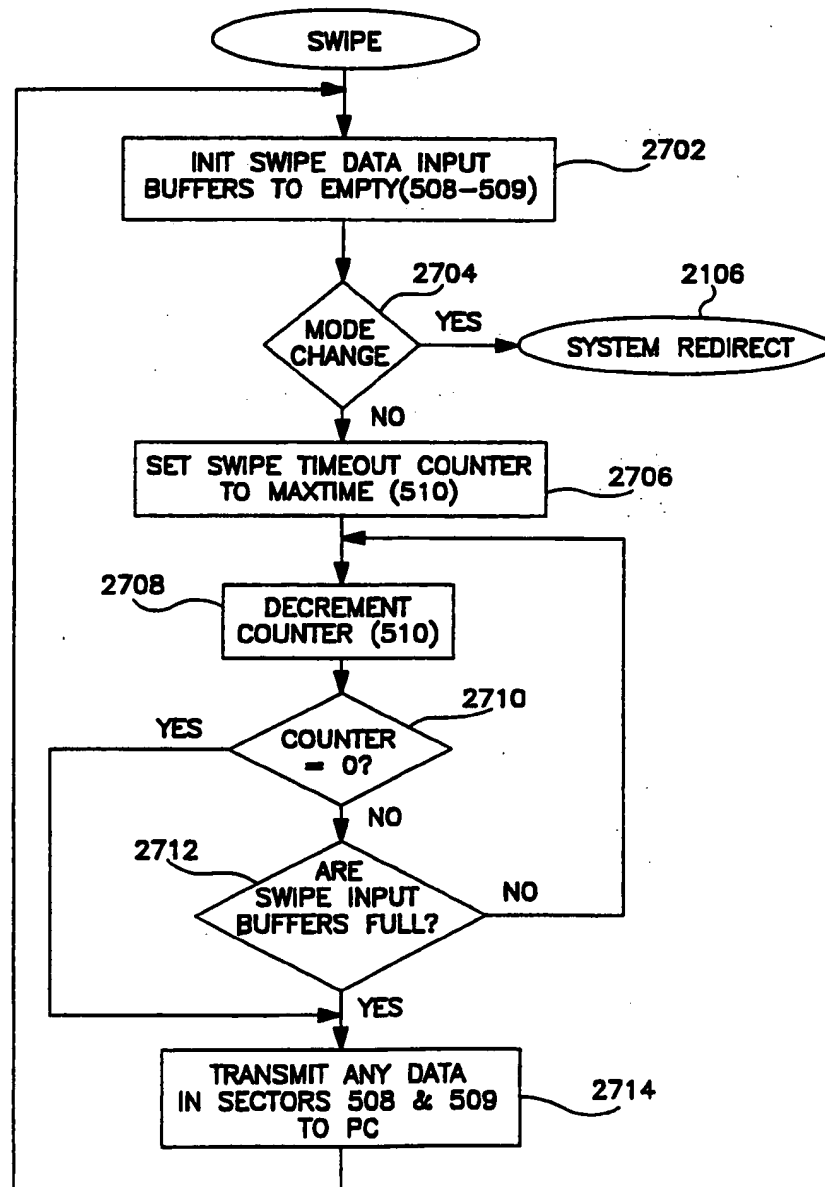 SWIPE
INIT SWIPE DATA INPUT
BUFFERS TO EMPTY(508-509)
2702
2704
MODE
CHANGE
YES
2106
SYSTEM REDIRECT
NO
SET SWIPE TIMEOUT COUNTER
TO MAXTIME (510)
2706
2708
DECREMENT
COUNTER (510)
2710
YES
COUNTER
= 0?
NO
2712
ARE
SWIPE INPUT
BUFFERS FULL?
NO
YES
TRANSMIT ANY DATA
IN SECTORS 508 & 509
TO PC
2714